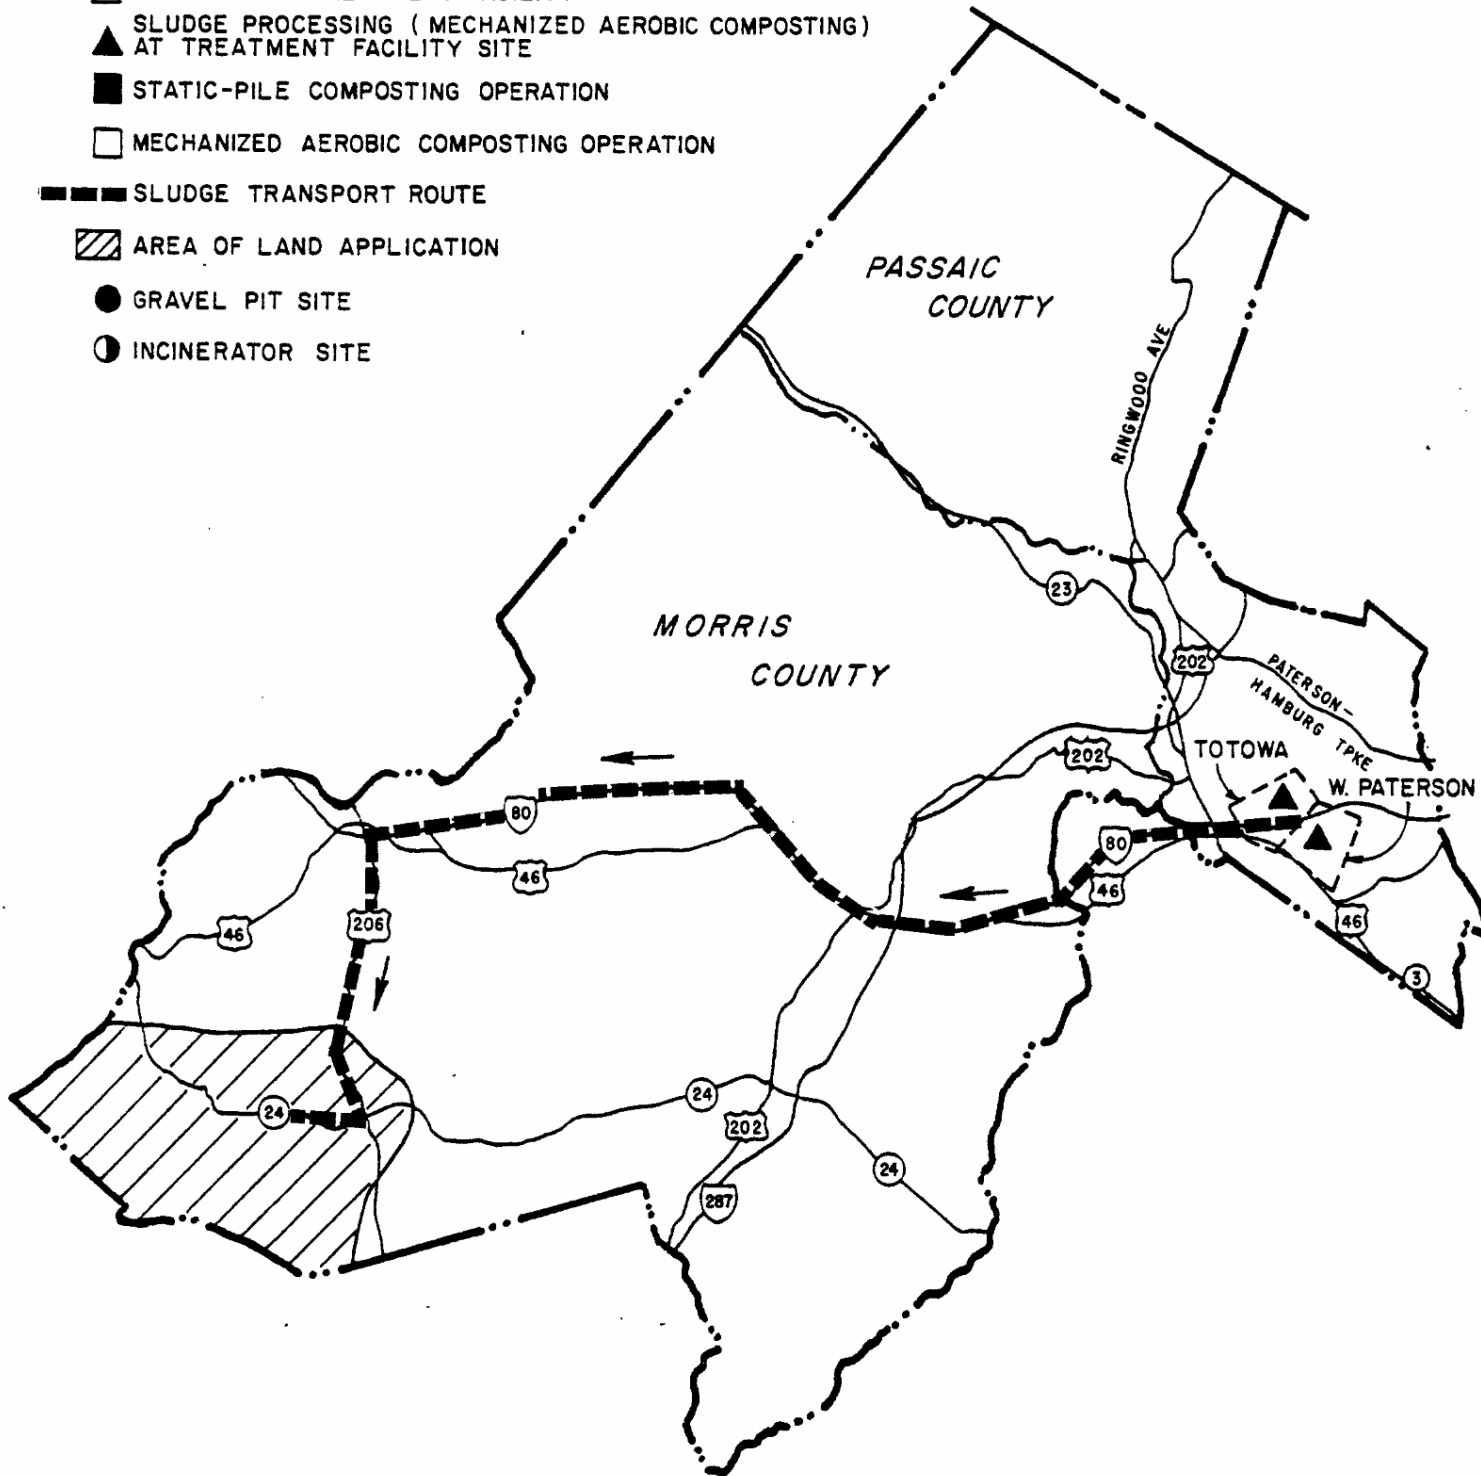 SLUDGE PROCESSING ( MECHANIZED AEROBIC COMPOSTING)
AT TREATMENT FACILITY SITE
STATIC-PILE COMPOSTING OPERATION
MECHANIZED AEROBIC COMPOSTING OPERATION
SLUDGE TRANSPORT ROUTE
AREA OF LAND APPLICATION
GRAVEL PIT SITE
INCINERATOR SITE
PASSAIC
COUNTY
RINGWOOD AVE
23
MORRIS
COUNTY
202
PATERSON-
HAMBURG TPKE
202
TOTOWA
W. PATERSON
80
80
46
46
46
206
46
3
24
24
202
24
287